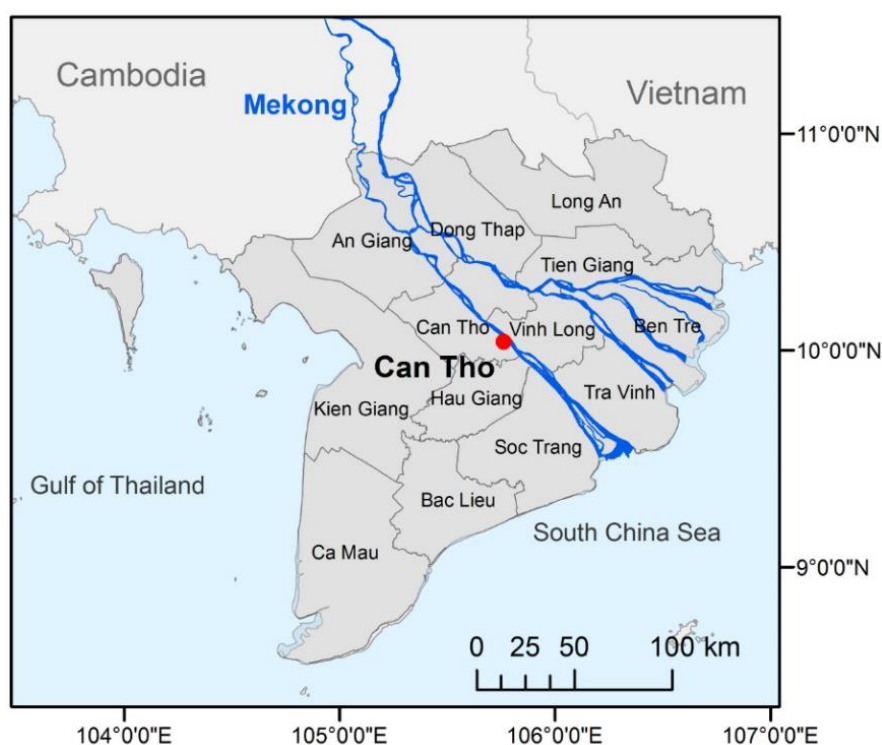 Cambodia
Vietnam
Mekong
11°0'0"N
Long An
Dong Thap
An Giang
Tien Giang
Can Tho
Vinh Long
Ben Tre
10°0'0"N
Can Tho
Hau Giang
Tra Vinh
Kien Giang
Soc Trang
Gulf of Thailand
Bac Lieu
South China Sea
Ca Mau
9°0'0"N
0 25 50 100 km
104°0'0"E 105°0'0"E 106°0'0"E 107°0'0"E